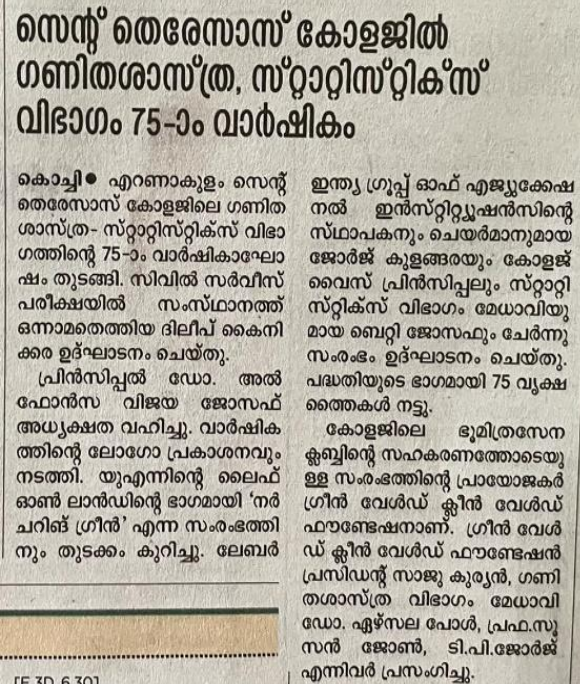 സെന്റ് തെരേസാസ് കോളജിൽ
ഗണിതശാസ്ത്ര, സ്റ്റാറ്റിസ്റ്റിക്സ്
വിഭാഗം 75-ാം വാർഷികം
കൊച്ചി● എറണാകുളം സെന്റ്
തെരേസാസ് കോളജിലെ ഗണിത
ശാസ്ത്ര- സ്റ്റാറ്റിസ്റ്റിക്സ് വിഭാ
ഗത്തിന്റെ 75-ാം വാർഷികാഘോ
ഷം തുടങ്ങി. സിവിൽ സർവീസ്
പരീക്ഷയിൽ സംസ്ഥാനത്ത്
ഒന്നാമതെത്തിയ ദിലീപ് കൈനി
ക്കര ഉദ്ഘാടനം ചെയ്തു.
പ്രിൻസിപ്പൽ ഡോ. അൽ
ഫോൻസ വിജയ ജോസഫ്
അധ്യക്ഷത വഹിച്ചു. വാർഷിക
ത്തിന്റെ ലോഗോ പ്രകാശനവും
നടത്തി. യുഎന്നിന്റെ ലൈഫ്
ഓൺ ലാൻഡിന്റെ ഭാഗമായി ‘നർ
ചറിങ് ഗ്രീൻ’ എന്ന സംരംഭത്തി
നും തുടക്കം കുറിച്ചു. ലേബർ
ഇന്ത്യ ഗ്രൂപ്പ് ഓഫ് എജ്യുക്കേഷ
നൽ ഇൻസ്റ്റിറ്റ്യൂഷൻസിന്റെ
സ്ഥാപകനും ചെയർമാനുമായ
ജോർജ് കുളങ്ങരയും കോളജ്
വൈസ് പ്രിൻസിപ്പലും സ്റ്റാറ്റി
സ്റ്റിക്സ് വിഭാഗം മേധാവിയു
മായ ബെറ്റി ജോസഫും ചേർന്നു
സംരംഭം ഉദ്ഘാടനം ചെയ്തു.
പദ്ധതിയുടെ ഭാഗമായി 75 വൃക്ഷ
ത്തൈകൾ നട്ടു.
കോളജിലെ ഭൂമിത്രസേന
ക്ലബ്ബിന്റെ സഹകരണത്തോടെയു
ള്ള സംരംഭത്തിന്റെ പ്രായോജകർ
ഗ്രീൻ വേൾഡ് ക്ലീൻ വേൾഡ്
ഫൗണ്ടേഷനാണ്. ഗ്രീൻ വേൾ
ഡ് ക്ലീൻ വേൾഡ് ഫൗണ്ടേഷൻ
പ്രസിഡന്റ് സാജു കുര്യൻ, ഗണി
തശാസ്ത്ര വിഭാഗം മേധാവി
ഡോ. ഏഴ്സല പോൾ, പ്രഫ.സൂ
സൻ ജോൺ, ടി.പി.ജോർജ്
എന്നിവർ പ്രസംഗിച്ചു.